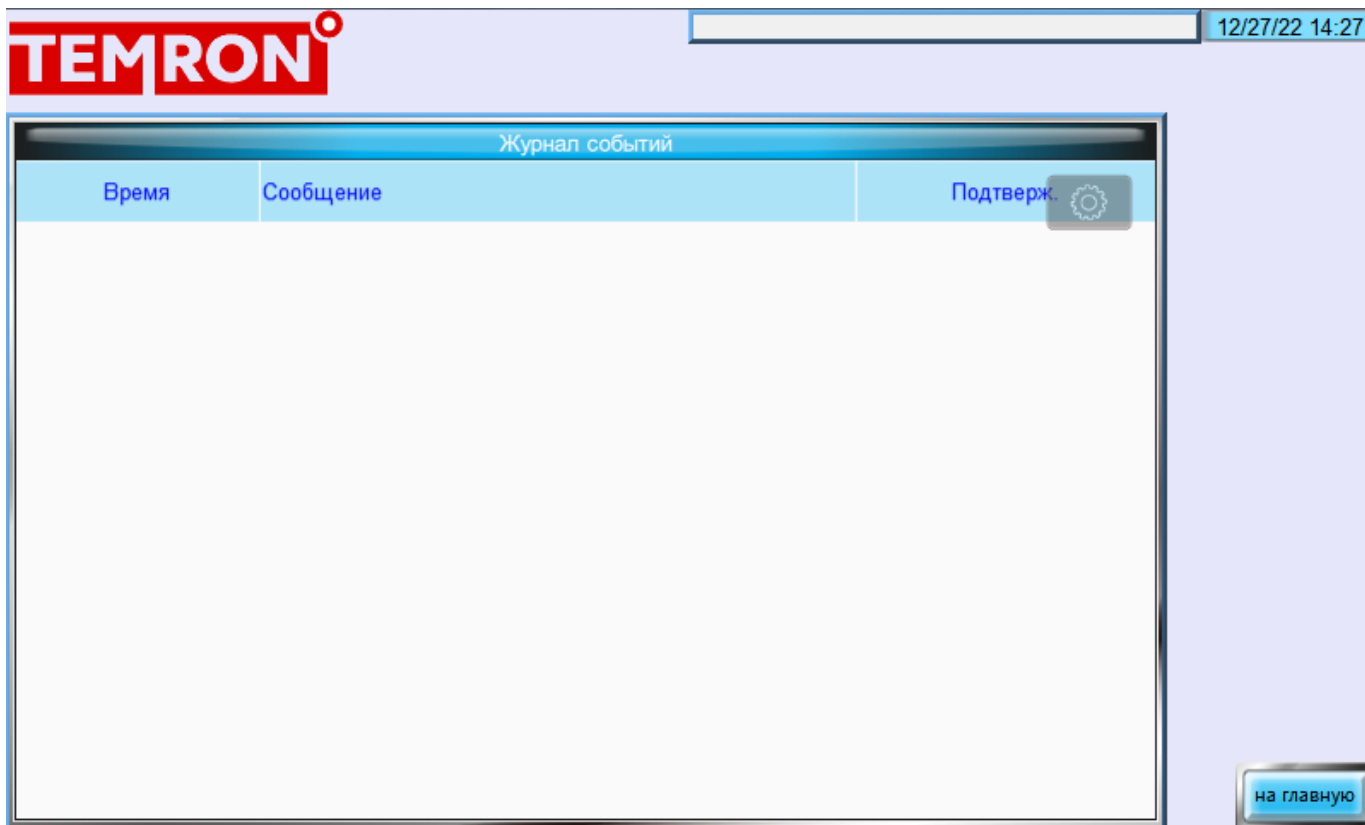 TEMRON
12/27/22 14:27
Журнал событий
Время Сообщение Подтверж.
на главную